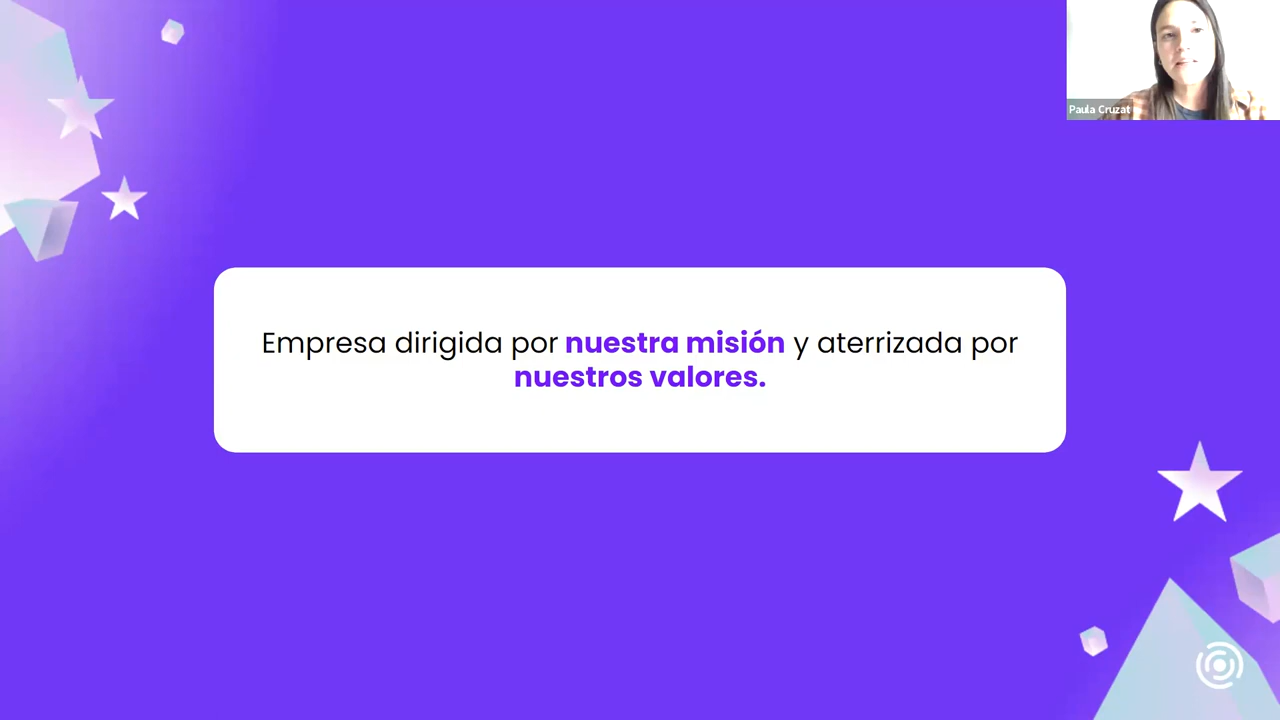 Paula Cruzat
Empresa dirigida por nuestra misión y aterrizada por
nuestros valores.